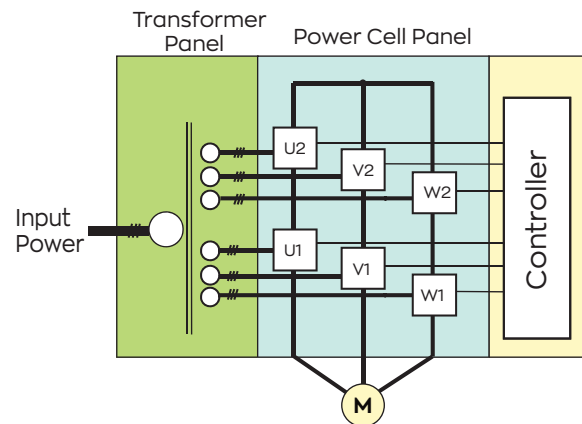 Transformer
Panel
Power Cell Panel
U2
V2
W2
Input
Power
U1
V1
W1
Controller
M